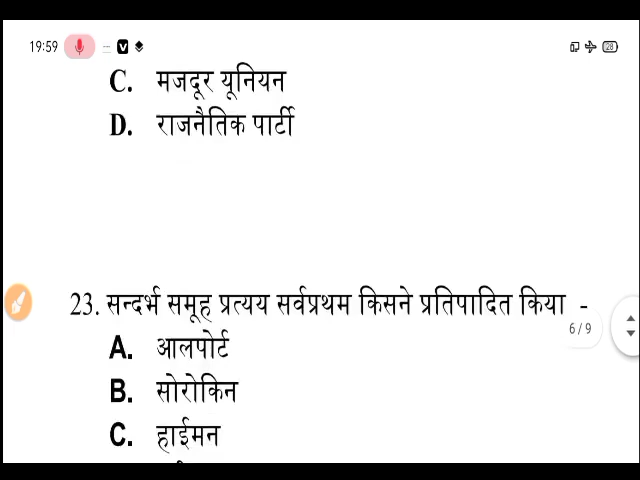 19:59
28
C. मजदूर यूनियन
D. राजनैतिक पार्टी
23. सन्दर्भ समूह प्रत्यय सर्वप्रथम किसने प्रतिपादित किया -
6/9
A. आलपोर्ट
B. सोरोकिन
C. हाईमन